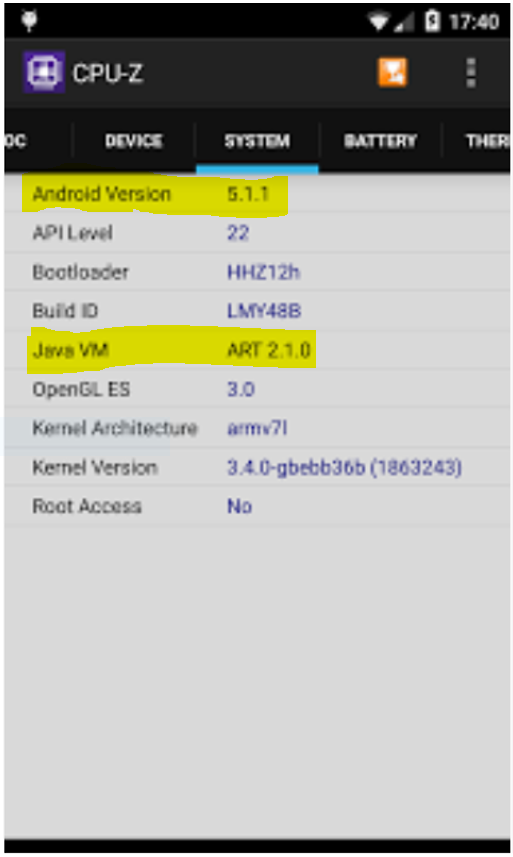 17:40
CPU-Z
OC DEVICE SYSTEM BATTERY THER
Android Version 5.1.1
API Level 22
Bootloader HHZ12h
Build ID LMY48B
Java VM ART 2.1.0
OpenGL ES 3.0
Kernel Architecture armv7l
Kernel Version 3.4.0-gbebb36b (1863243)
Root Access No